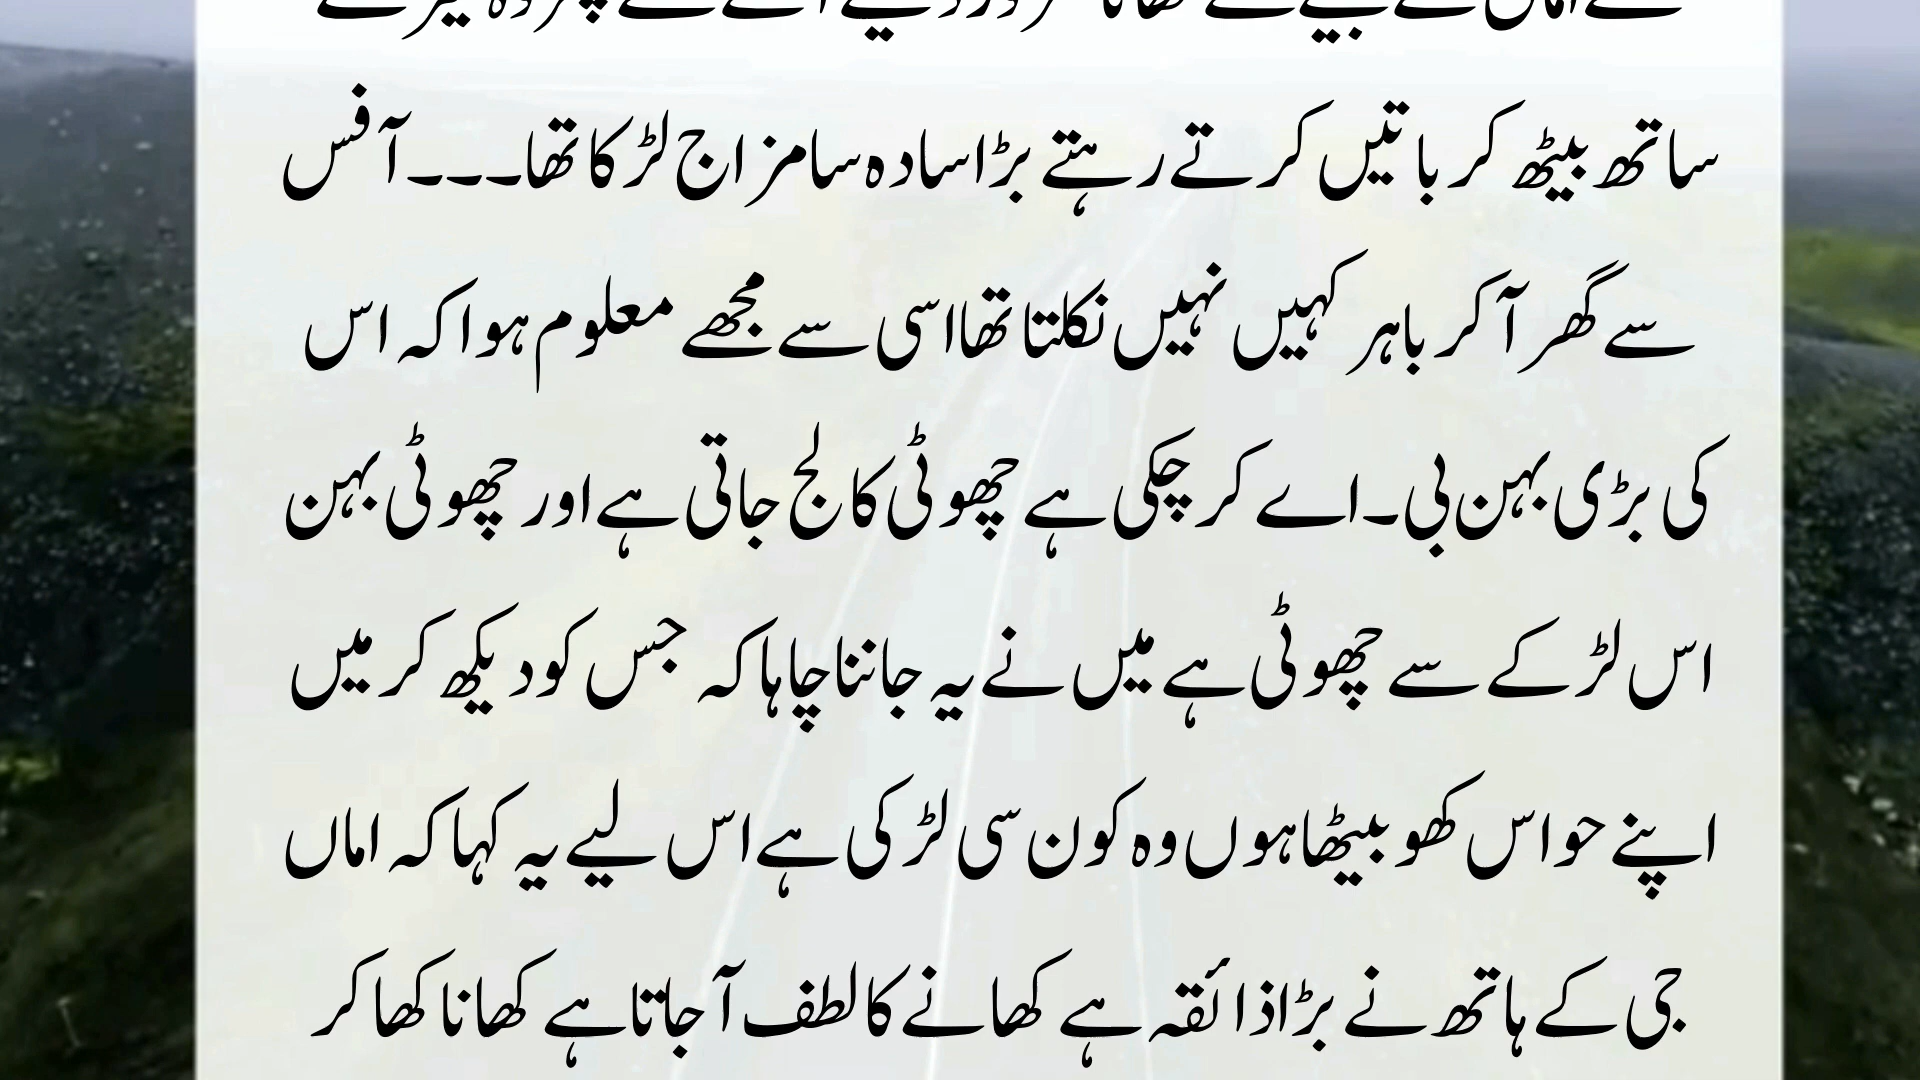 ساتھ بیٹھ کر باتیں کرتے رہتے بڑا سادہ سا مزاج لڑکا تھا۔۔۔ آفس
سے گھر آ کر باہر کہیں نہیں نکلتا تھا اسی سے مجھے معلوم ہوا کہ اس
کی بڑی بہن بی۔اے کر چکی ہے چھوٹی کالج جاتی ہے اور چھوٹی بہن
اس لڑکے سے چھوٹی ہے میں نے یہ جاننا چاہا کہ جس کو دیکھ کر میں
اپنے حواس کھو بیٹھا ہوں وہ کون سی لڑکی ہے اس لیے یہ کہا کہ اماں
جی کے ہاتھ نے بڑا ذائقہ ہے کھانے کا لطف آ جاتا ہے کھانا کھا کر